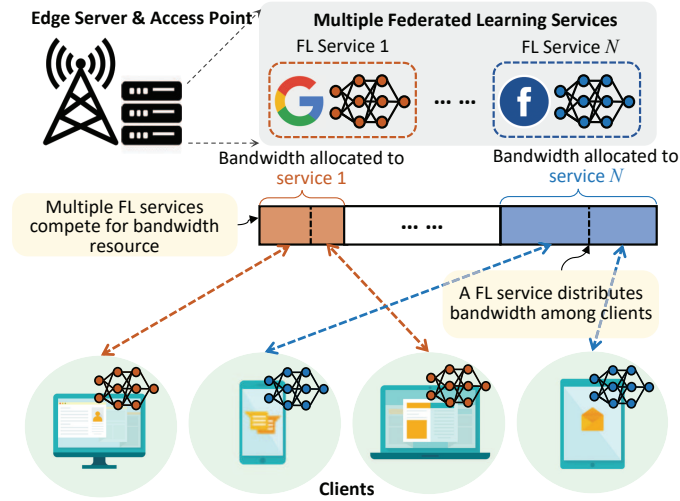 Edge Server & Access Point
Multiple Federated Learning Services
FL Service 1
FL Service N
... ...
f
Bandwidth allocated to
service 1
Bandwidth allocated to
service N
Multiple FL services
compete for bandwidth
resource
... ...
A FL service distributes
bandwidth among clients
Clients